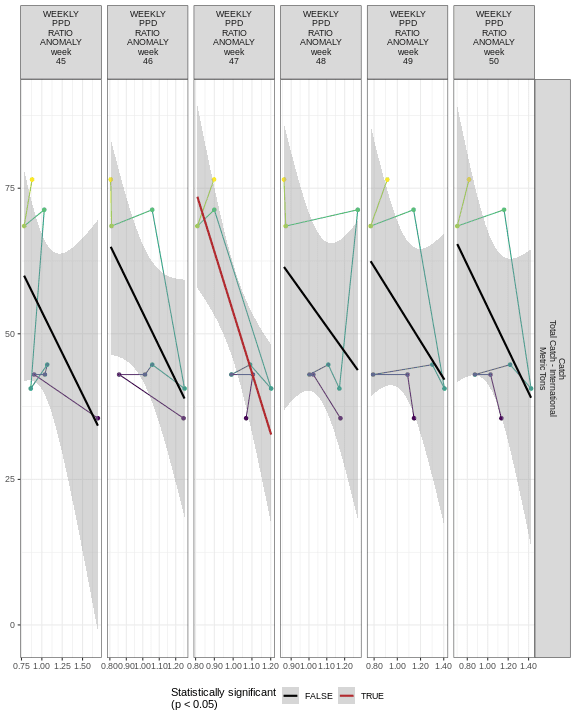 WEEKLY
PPD
RATIO
ANOMALY
week
45
WEEKLY
PPD
RATIO
ANOMALY
week
46
WEEKLY
PPD
RATIO
ANOMALY
week
47
WEEKLY
PPD
RATIO
ANOMALY
week
48
WEEKLY
PPD
RATIO
ANOMALY
week
49
WEEKLY
PPD
RATIO
ANOMALY
week
50
75
50
25
0
Catch
Total Catch - International
Metric Tons
0.75 1.00 1.25 1.50
0.80 0.90 1.00 1.10 1.20
0.80 0.90 1.00 1.10 1.20
0.90 1.00 1.10 1.20
0.80 1.00 1.20 1.40
0.80 1.00 1.20 1.40
Statistically significant
(p < 0.05)
FALSE
TRUE